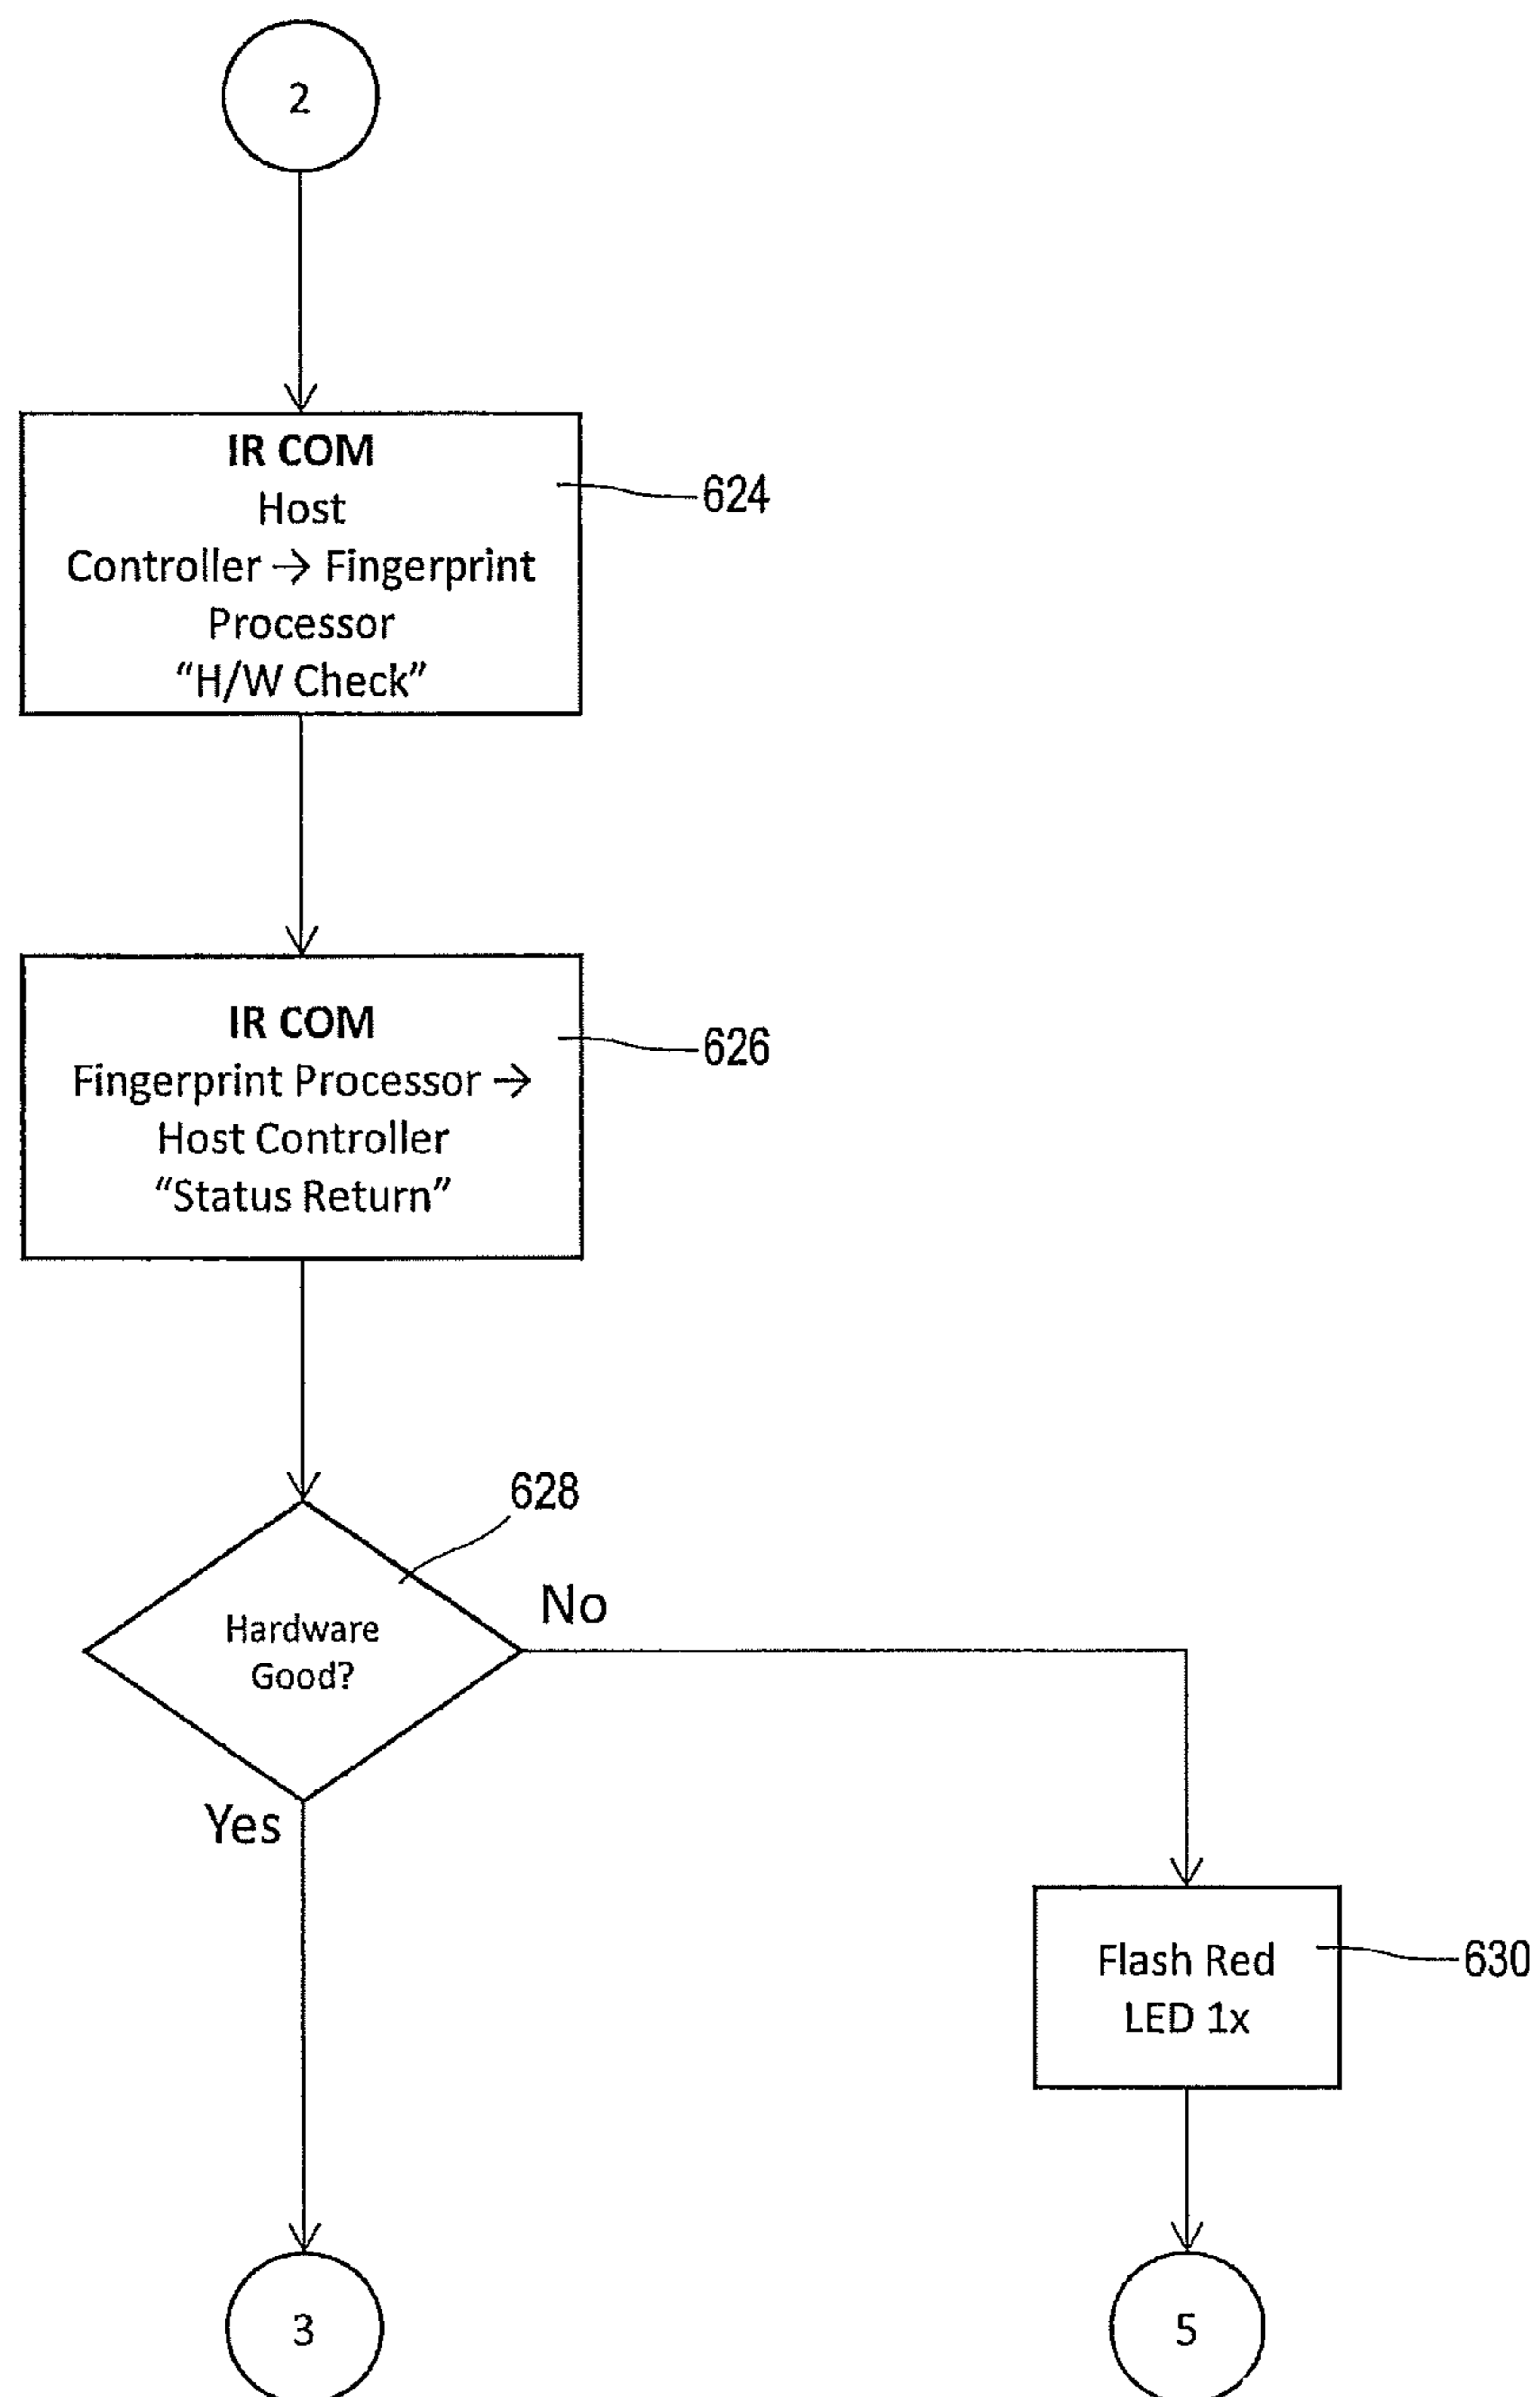 2
IR COM
Host
Controller → Fingerprint
Processor
“H/W Check”
624
IR COM
Fingerprint Processor →
Host Controller
“Status Return”
626
628
Hardware
Good?
No
Yes
Flash Red
LED 1x
630
3
5